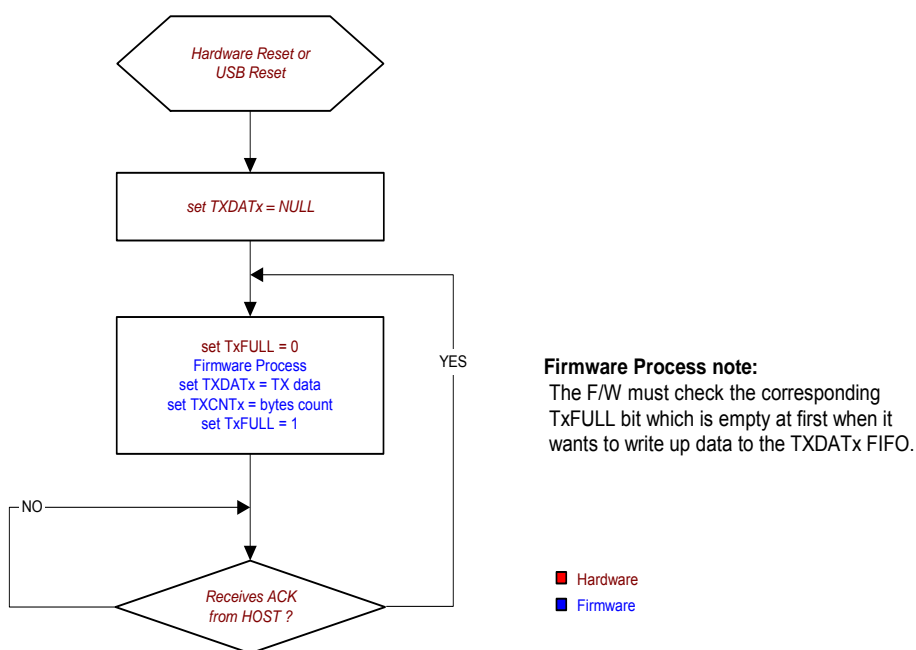 Hardware Reset or
USB Reset
set TXDATx = NULL
set TxFULL = 0
Firmware Process
set TXDATx = TX data
set TXCNTx = bytes count
set TxFULL = 1
YES
NO
Receives ACK
from HOST ?
Firmware Process note:
The F/W must check the corresponding
TxFULL bit which is empty at first when it
wants to write up data to the TXDATx FIFO.
Hardware
Firmware